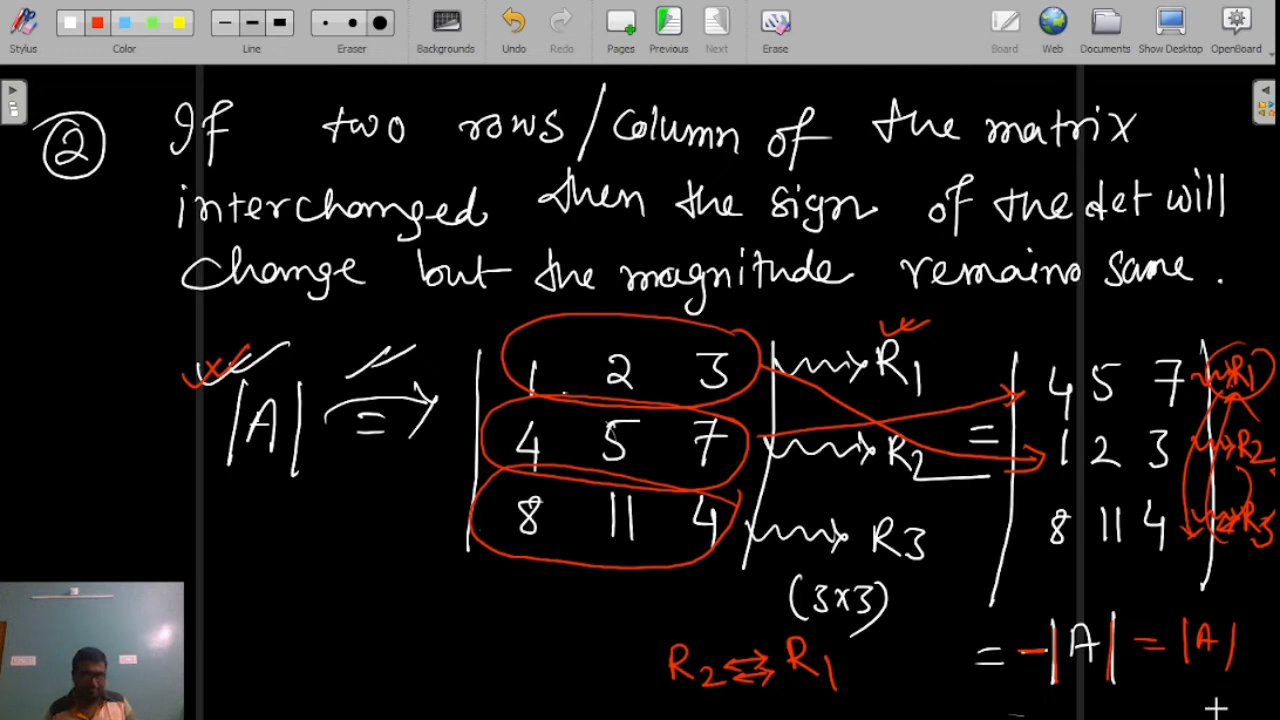 Stylus Color Line Eraser Backgrounds Undo Redo Pages Previous Next Erase Board Web Documents Show Desktop OpenBoard
② If two rows/column of the matrix
interchanged then the sign of the det will
change but the magnitude remains same.
|A| = | 1 2 3 | → R1 = | 4 5 7 | → R1
4 5 7 → R2 1 2 3 → R2
8 11 4 → R3 8 11 4 → R3
(3×3)
R2 ⇄ R1 = -|A| = |A|
+